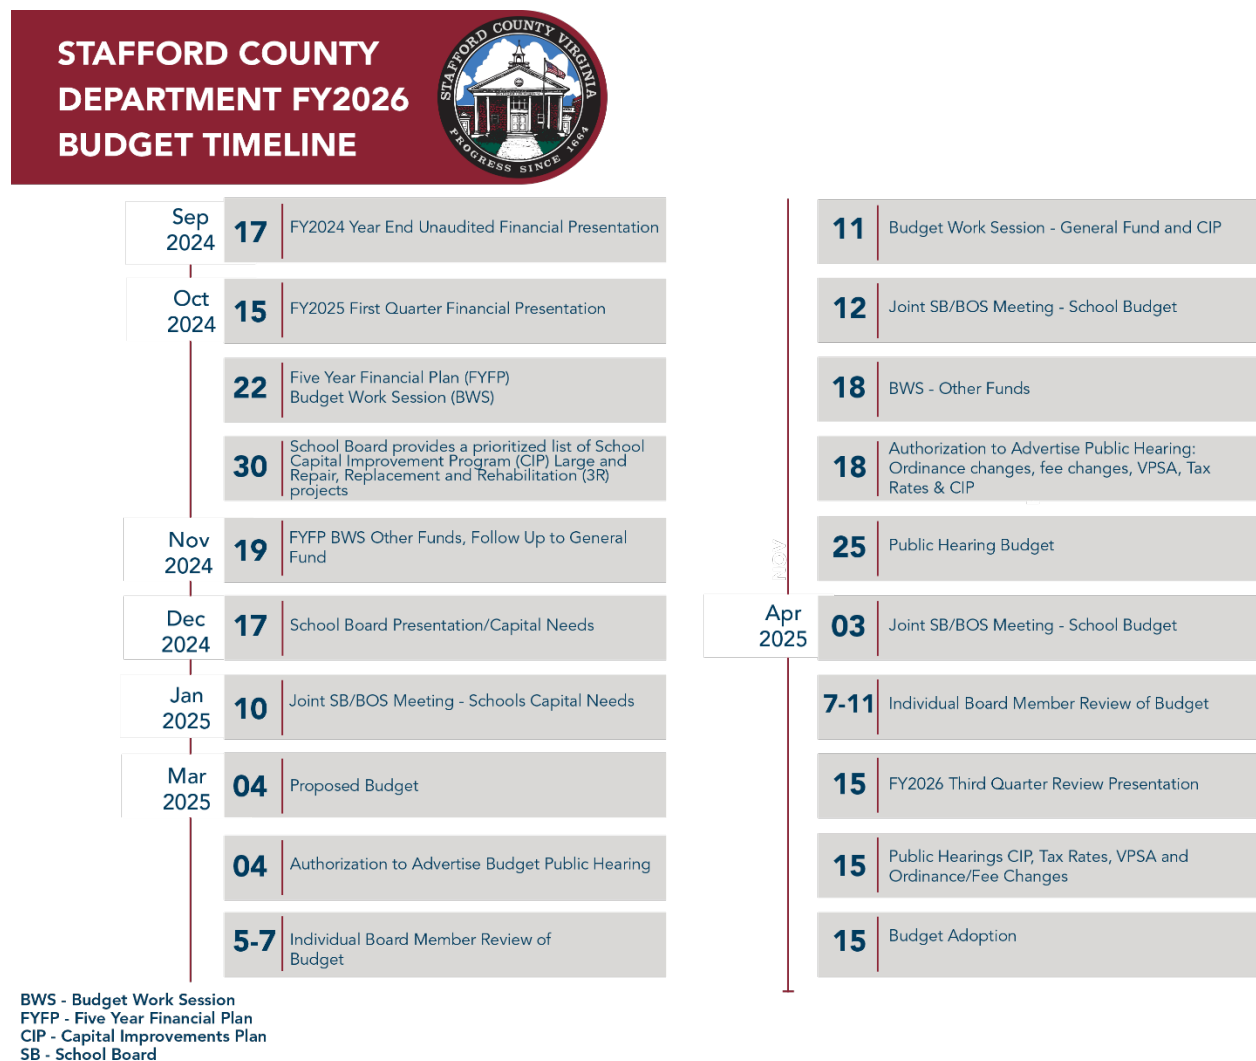 STAFFORD COUNTY
DEPARTMENT FY2026
BUDGET TIMELINE
STAFFORD COUNTY VIRGINIA
PROGRESS SINCE 1664
Sep
2024
17
FY2024 Year End Unaudited Financial Presentation
Oct
2024
15
FY2025 First Quarter Financial Presentation
22
Five Year Financial Plan (FYFP)
Budget Work Session (BWS)
30
School Board provides a prioritized list of School
Capital Improvement Program (CIP) Large and
Repair, Replacement and Rehabilitation (3R)
projects
Nov
2024
19
FYFP BWS Other Funds, Follow Up to General
Fund
Dec
2024
17
School Board Presentation/Capital Needs
Jan
2025
10
Joint SB/BOS Meeting - Schools Capital Needs
Mar
2025
04
Proposed Budget
04
Authorization to Advertise Budget Public Hearing
5-7
Individual Board Member Review of
Budget
11
Budget Work Session - General Fund and CIP
12
Joint SB/BOS Meeting - School Budget
18
BWS - Other Funds
18
Authorization to Advertise Public Hearing:
Ordinance changes, fee changes, VPSA, Tax
Rates & CIP
NOV
25
Public Hearing Budget
Apr
2025
03
Joint SB/BOS Meeting - School Budget
7-11
Individual Board Member Review of Budget
15
FY2026 Third Quarter Review Presentation
15
Public Hearings CIP, Tax Rates, VPSA and
Ordinance/Fee Changes
15
Budget Adoption
BWS - Budget Work Session
FYFP - Five Year Financial Plan
CIP - Capital Improvements Plan
SB - School Board